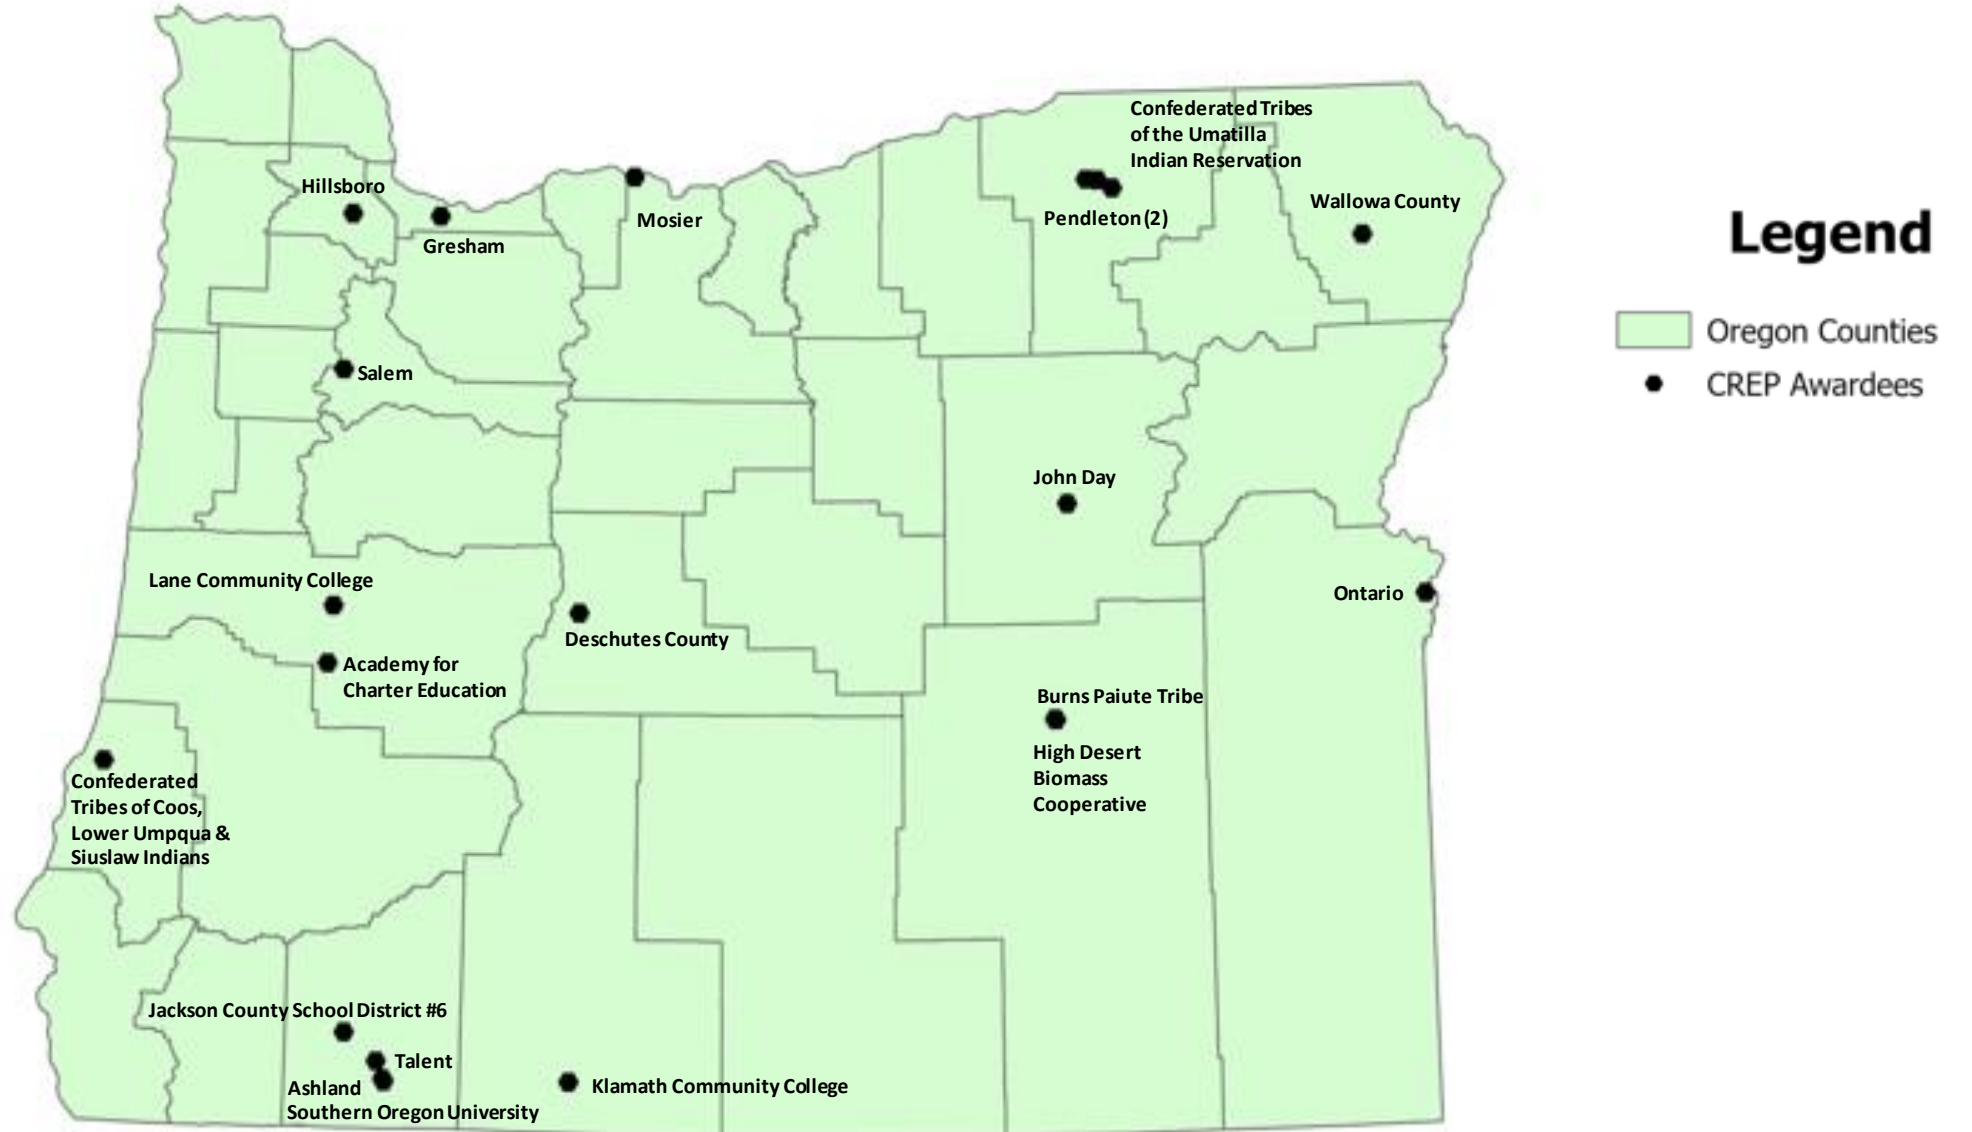 Confederated Tribes
of the Umatilla
Indian Reservation
Hillsboro
Wallowa County
Mosier
Pendleton (2)
Gresham
Legend
Oregon Counties
CREP Awardees
Salem
John Day
Lane Community College
Ontario
Deschutes County
Academy for
Charter Education
Burns Paiute Tribe
High Desert
Biomass
Cooperative
Confederated
Tribes of Coos,
Lower Umpqua &
Siuslaw Indians
Jackson County School District #6
Talent
Ashland
Southern Oregon University
Klamath Community College